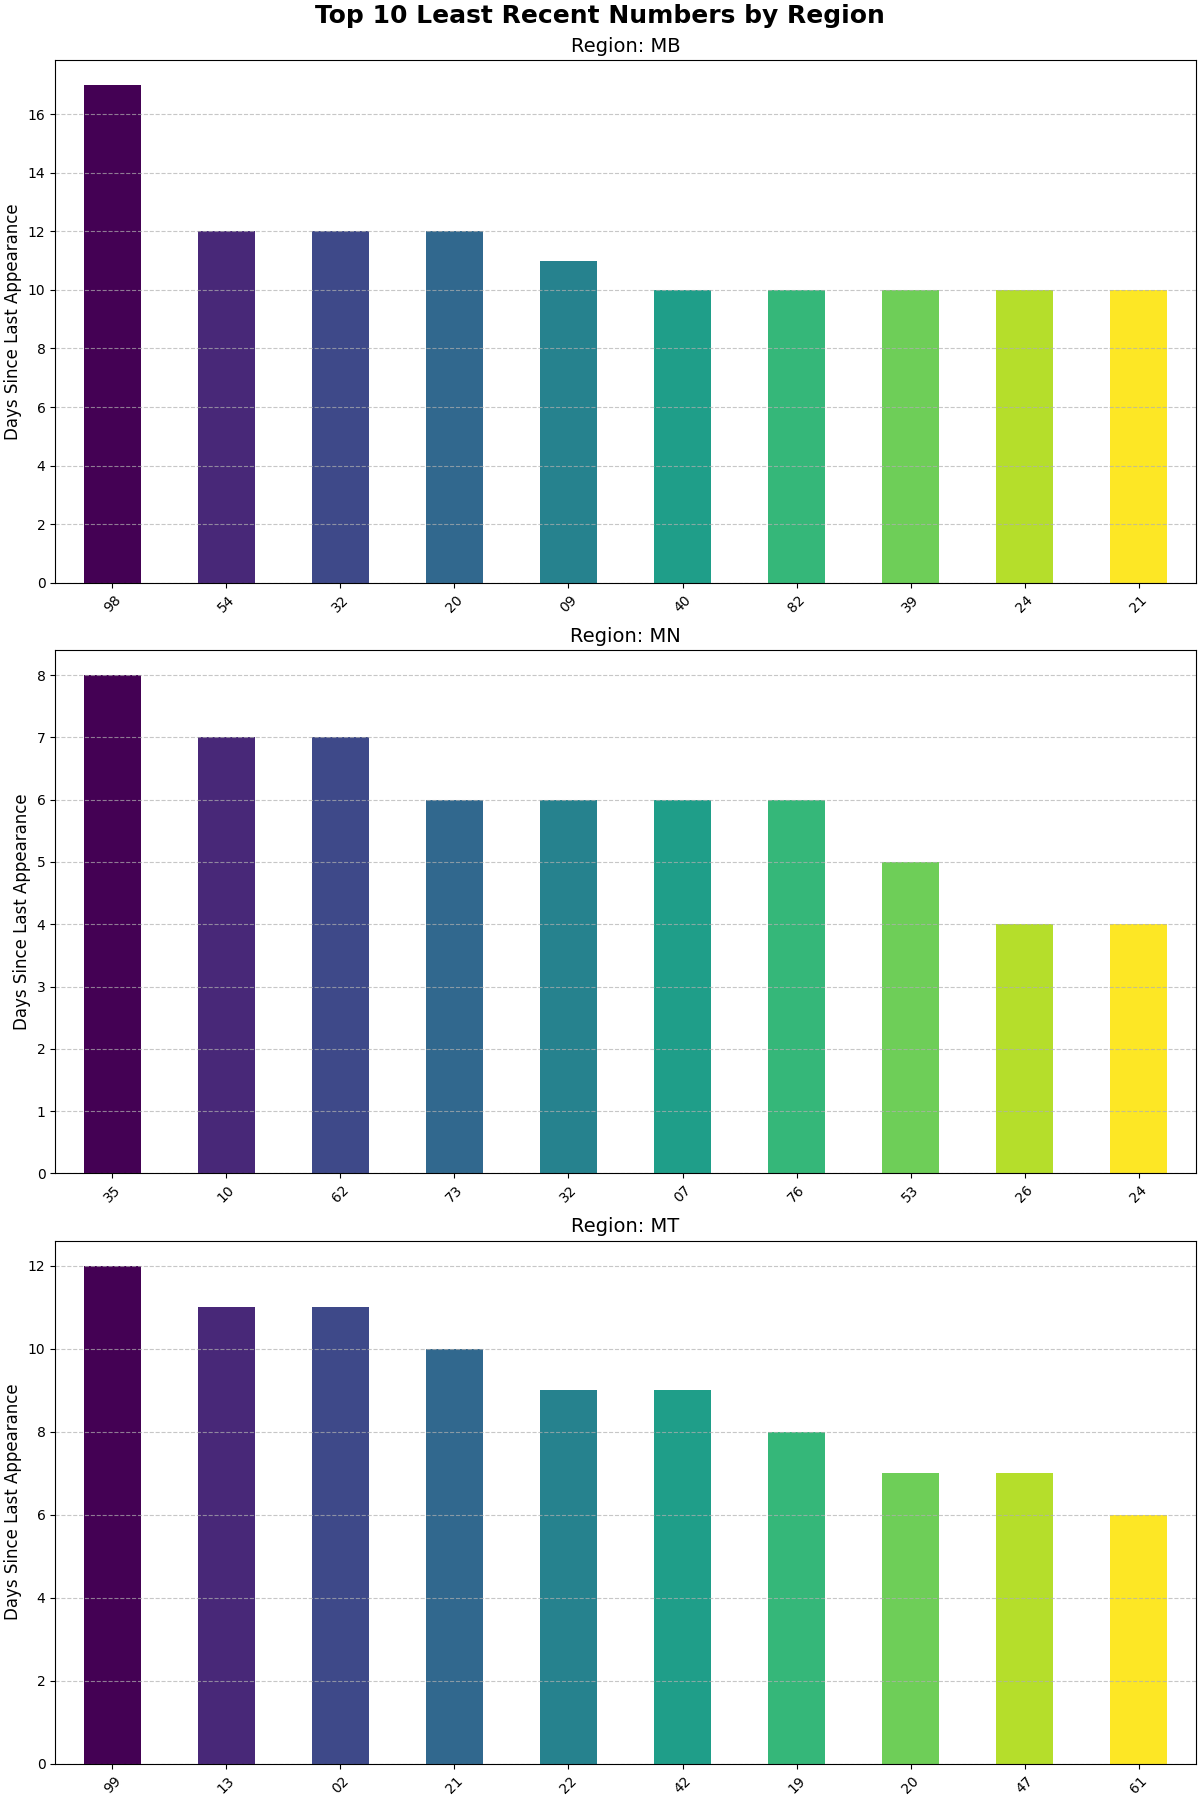 Top 10 Least Recent Numbers by Region
Region: MB
Days Since Last Appearance
16
14
12
10
8
6
4
2
0
98 54 32 20 09 40 82 39 24 21
Region: MN
Days Since Last Appearance
8
7
6
5
4
3
2
1
0
35 10 62 73 32 07 76 53 26 24
Region: MT
Days Since Last Appearance
12
10
8
6
4
2
0
99 13 02 21 22 42 19 20 47 61